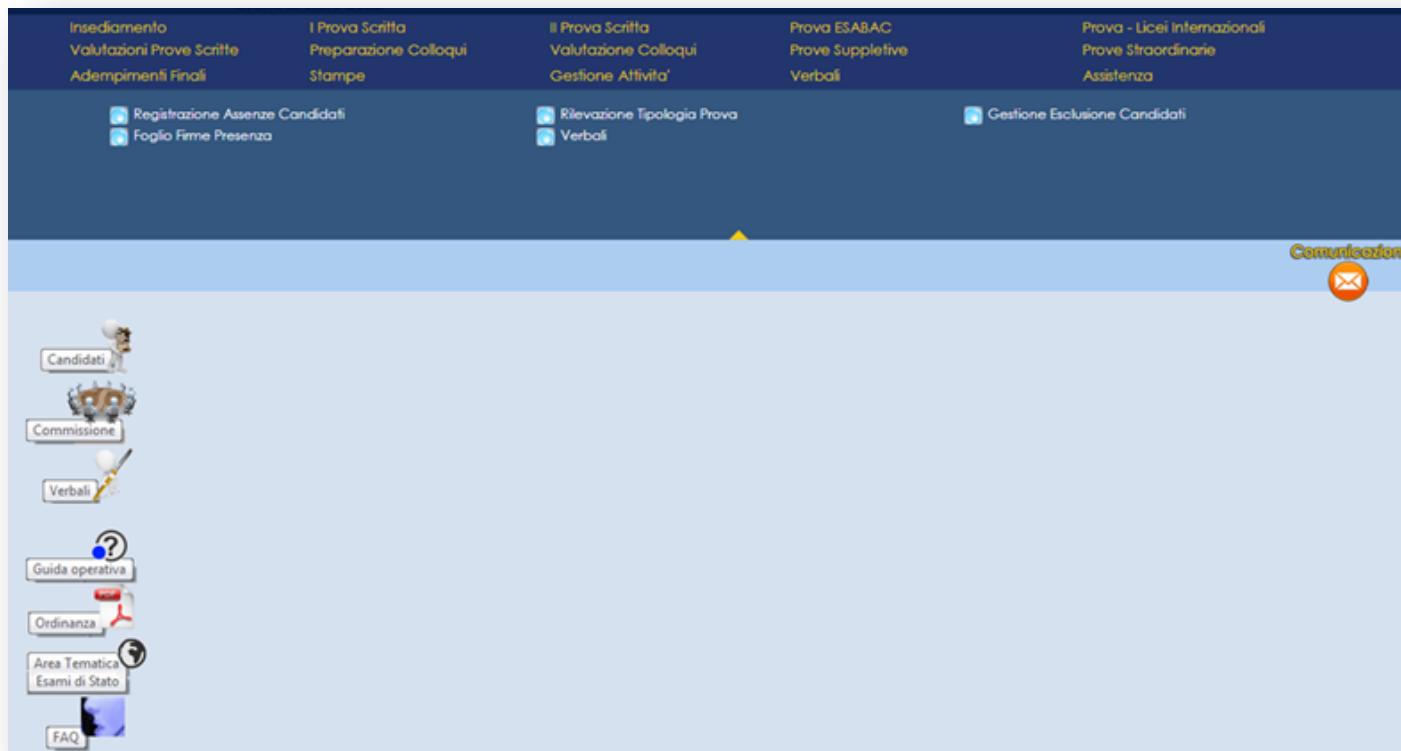 Insediamento I Prova Scritta II Prova Scritta Prova ESABAC Prova - Licei Internazionali
Valutazioni Prove Scritte Preparazione Colloqui Valutazione Colloqui Prove Suppletive Prove Straordinarie
Adempimenti Finali Stampe Gestione Attivita' Verbali Assistenza
Registrazione Assenze Candidati Rilevazione Tipologia Prova Gestione Esclusione Candidati
Foglio Firme Presenza Verbali
Comunicazion
Candidati
Commissione
Verbali
Guida operativa
PDF
Ordinanza
Area Tematica
Esami di Stato
FAQ